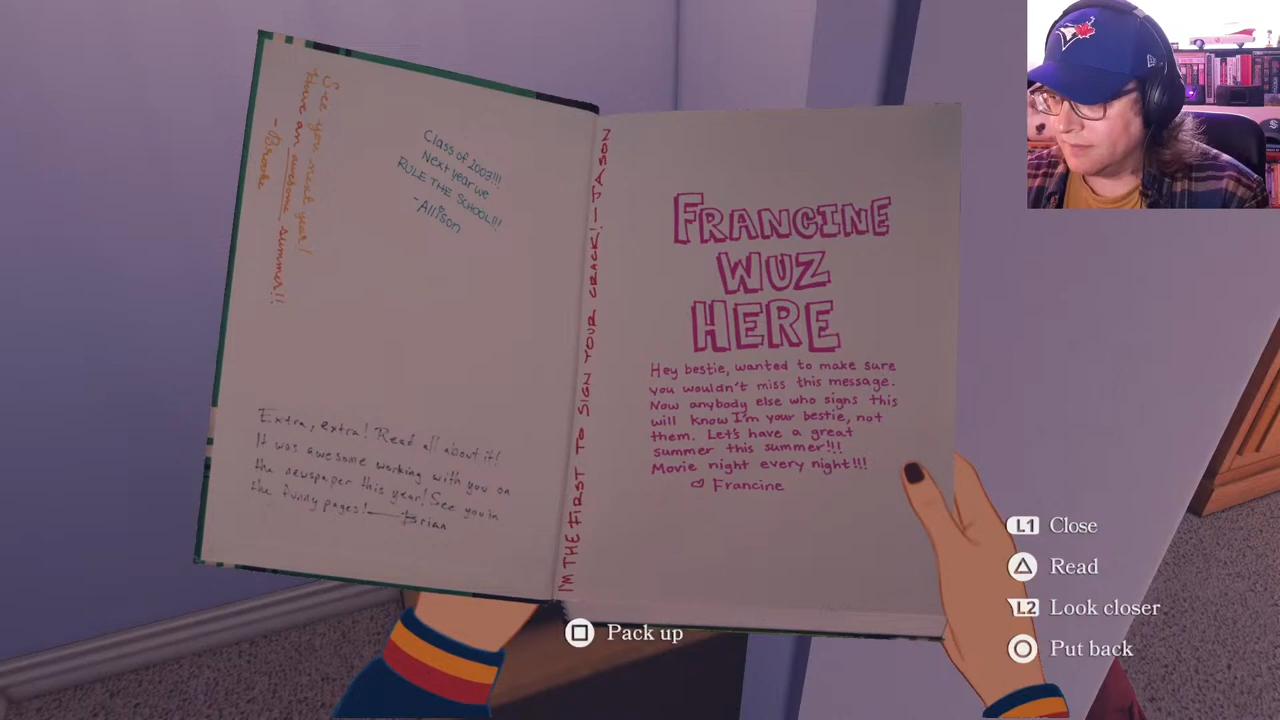 See you next year!
Have an awesome summer!!
-Brooke
Class of 2003!!!
Next year we
RULE THE SCHOOL!!!
-Allison
Extra, extra! Read all about it!
It was awesome working with you on
the newspaper this year! See you in
the funny pages!—Brian
I'M THE FIRST TO SIGN YOUR CRACK!—JASON
FRANCINE
WUZ
HERE
Hey bestie, wanted to make sure
you wouldn't miss this message.
Now anybody else who signs this
will know I'm your bestie, not
them. Let's have a great
summer this summer!!!
Movie night every night!!!
♡ Francine
L1 Close
Read
L2 Look closer
Put back
Pack up